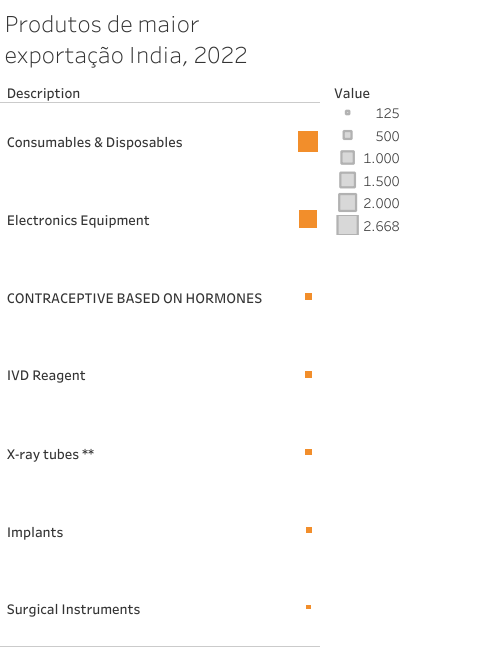 Produtos de maior
exportação India, 2022
Description
Value
125
500
1.000
1.500
2.000
2.668
Consumables & Disposables
Electronics Equipment
CONTRACEPTIVE BASED ON HORMONES
IVD Reagent
X-ray tubes **
Implants
Surgical Instruments